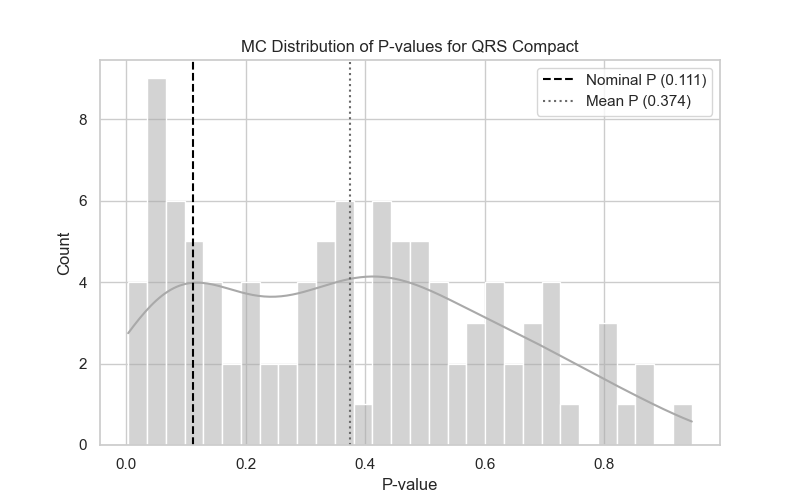 MC Distribution of P-values for QRS Compact
Nominal P (0.111)
Mean P (0.374)
Count
8
6
4
2
0
0.0 0.2 0.4 0.6 0.8
P-value